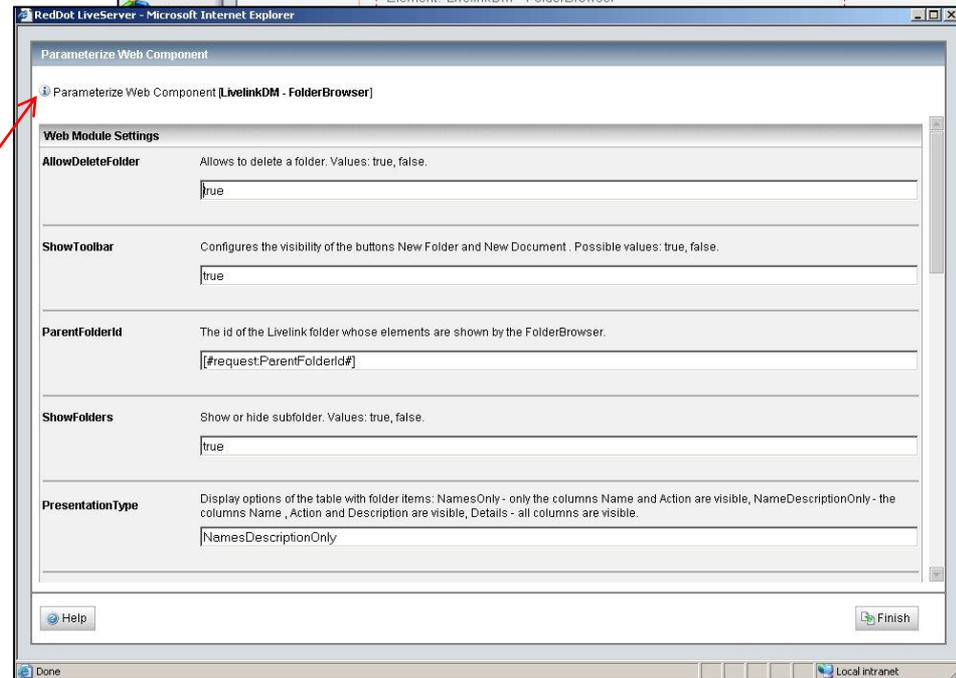 Element: LivelinkDM - FolderBrowser
RedDot LiveServer - Microsoft Internet Explorer
Parameterize Web Component
Parameterize Web Component [LivelinkDM - FolderBrowser]
Web Module Settings
AllowDeleteFolder Allows to delete a folder. Values: true, false.
true
ShowToolbar Configures the visibility of the buttons New Folder and New Document . Possible values: true, false.
true
ParentFolderId The id of the Livelink folder whose elements are shown by the FolderBrowser.
[#request:ParentFolderId#]
ShowFolders Show or hide subfolder. Values: true, false.
true
PresentationType Display options of the table with folder items: NamesOnly - only the columns Name and Action are visible, NameDescriptionOnly - the
columns Name , Action and Description are visible, Details - all columns are visible.
NamesDescriptionOnly
Help Finish
Done Local intranet